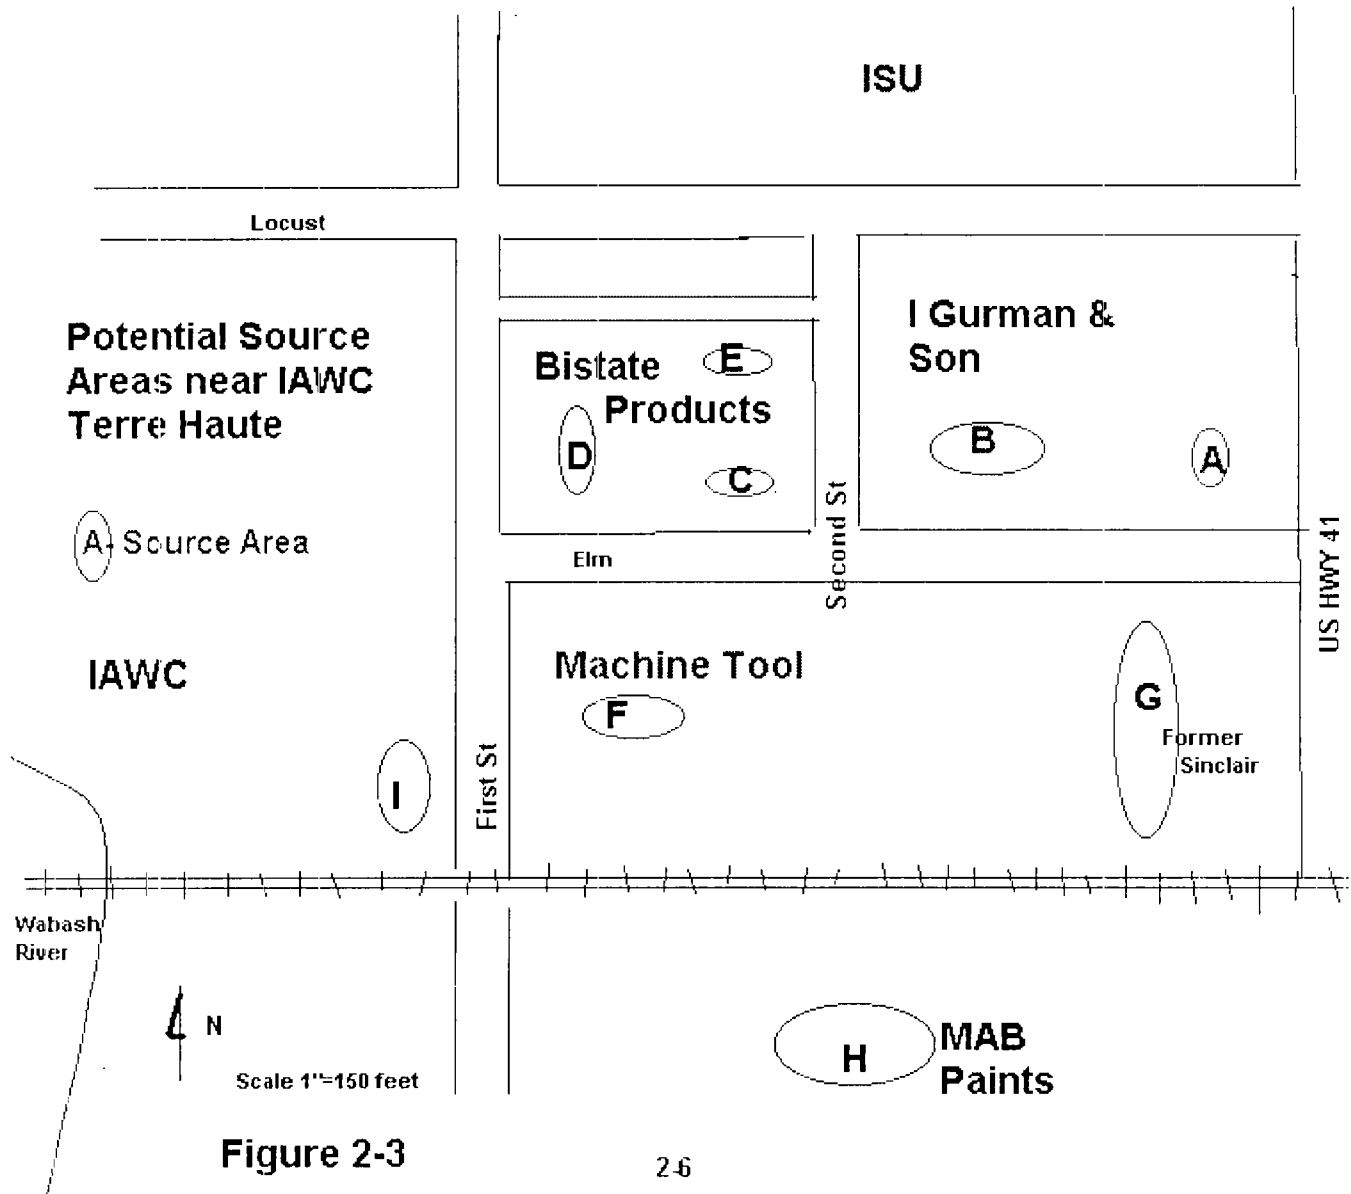 ISU
Locust
Potential Source
Areas near IAWC
Terre Haute
A - Source Area
IAWC
Bistate
Products
E
D
C
I Gurman &
Son
B
A
Elm
Second St
US HWY 41
Machine Tool
F
G
Former
Sinclair
I
First St
Wabash
River
N
Scale 1"=150 feet
H
MAB
Paints
Figure 2-3
2-6